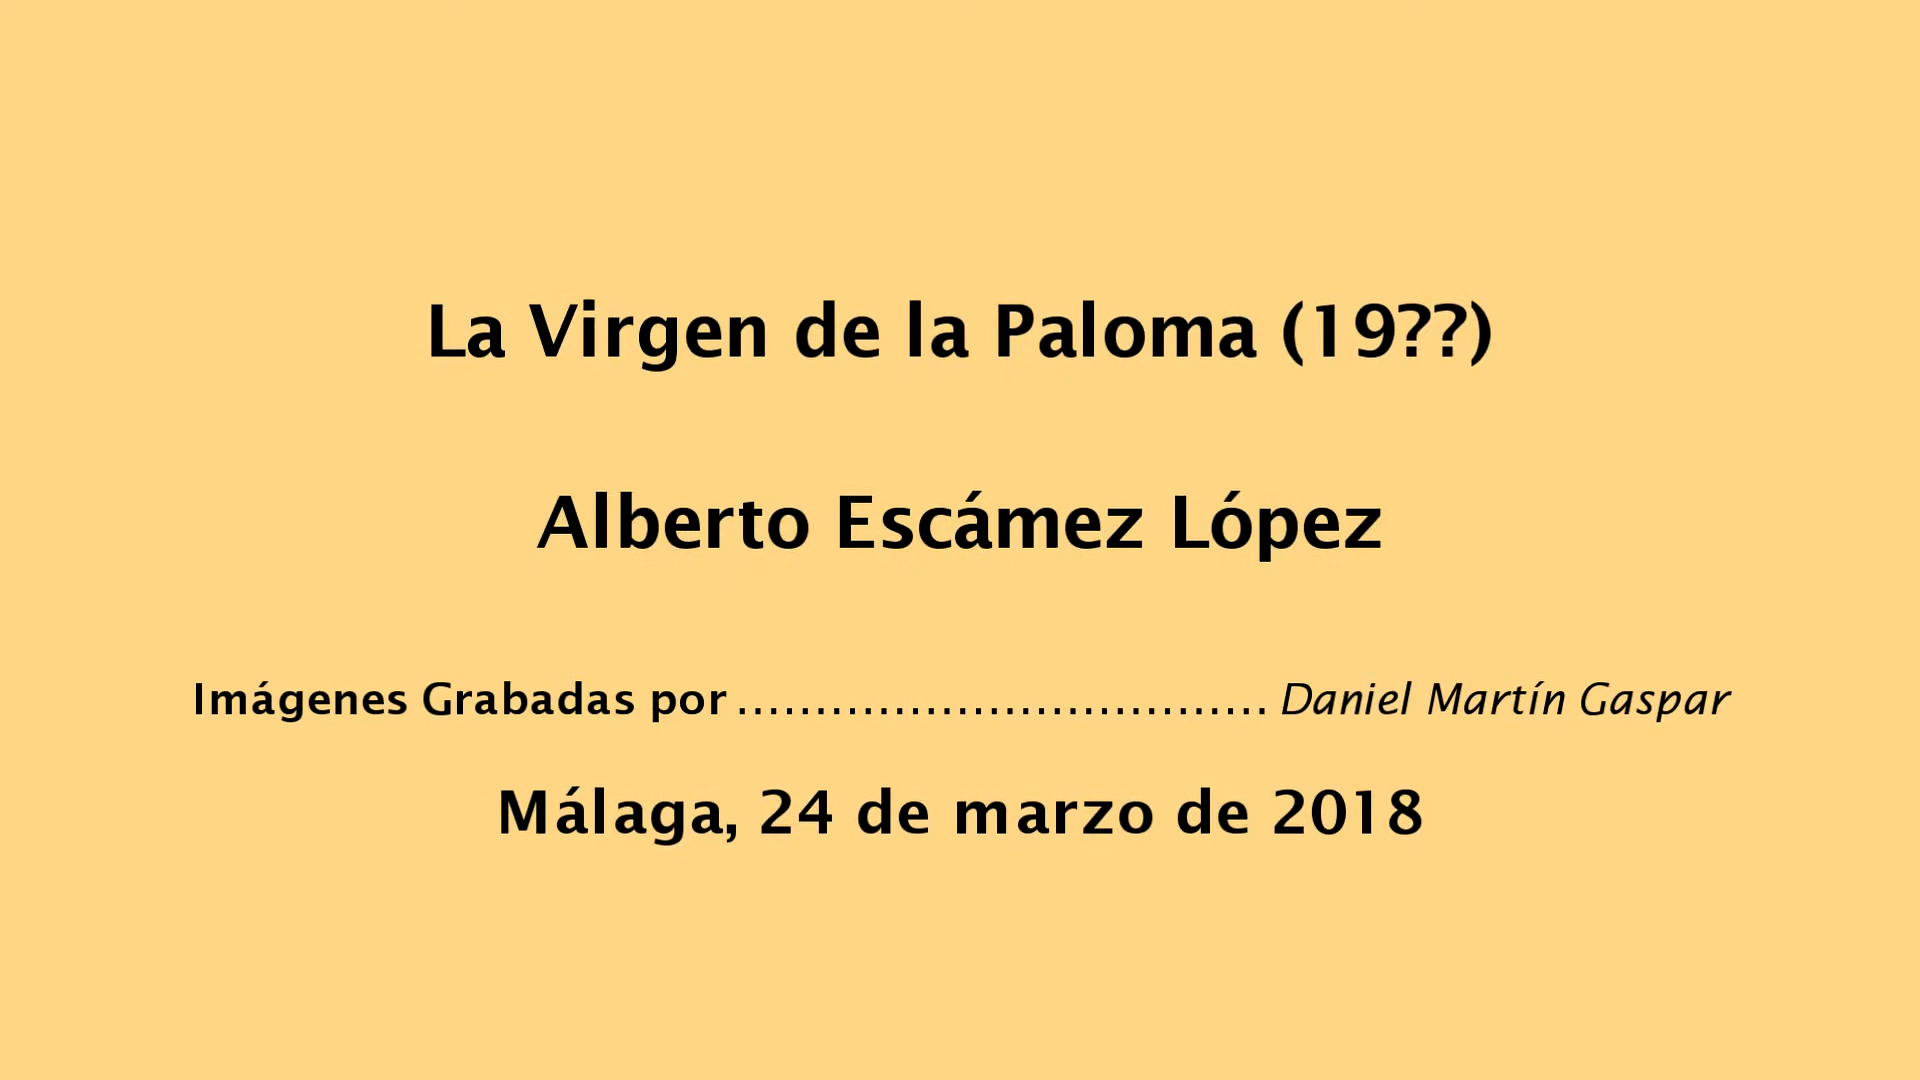 La Virgen de la Paloma (19??)
Alberto Escámez López
Imágenes Grabadas por .................................. Daniel Martín Gaspar
Málaga, 24 de marzo de 2018